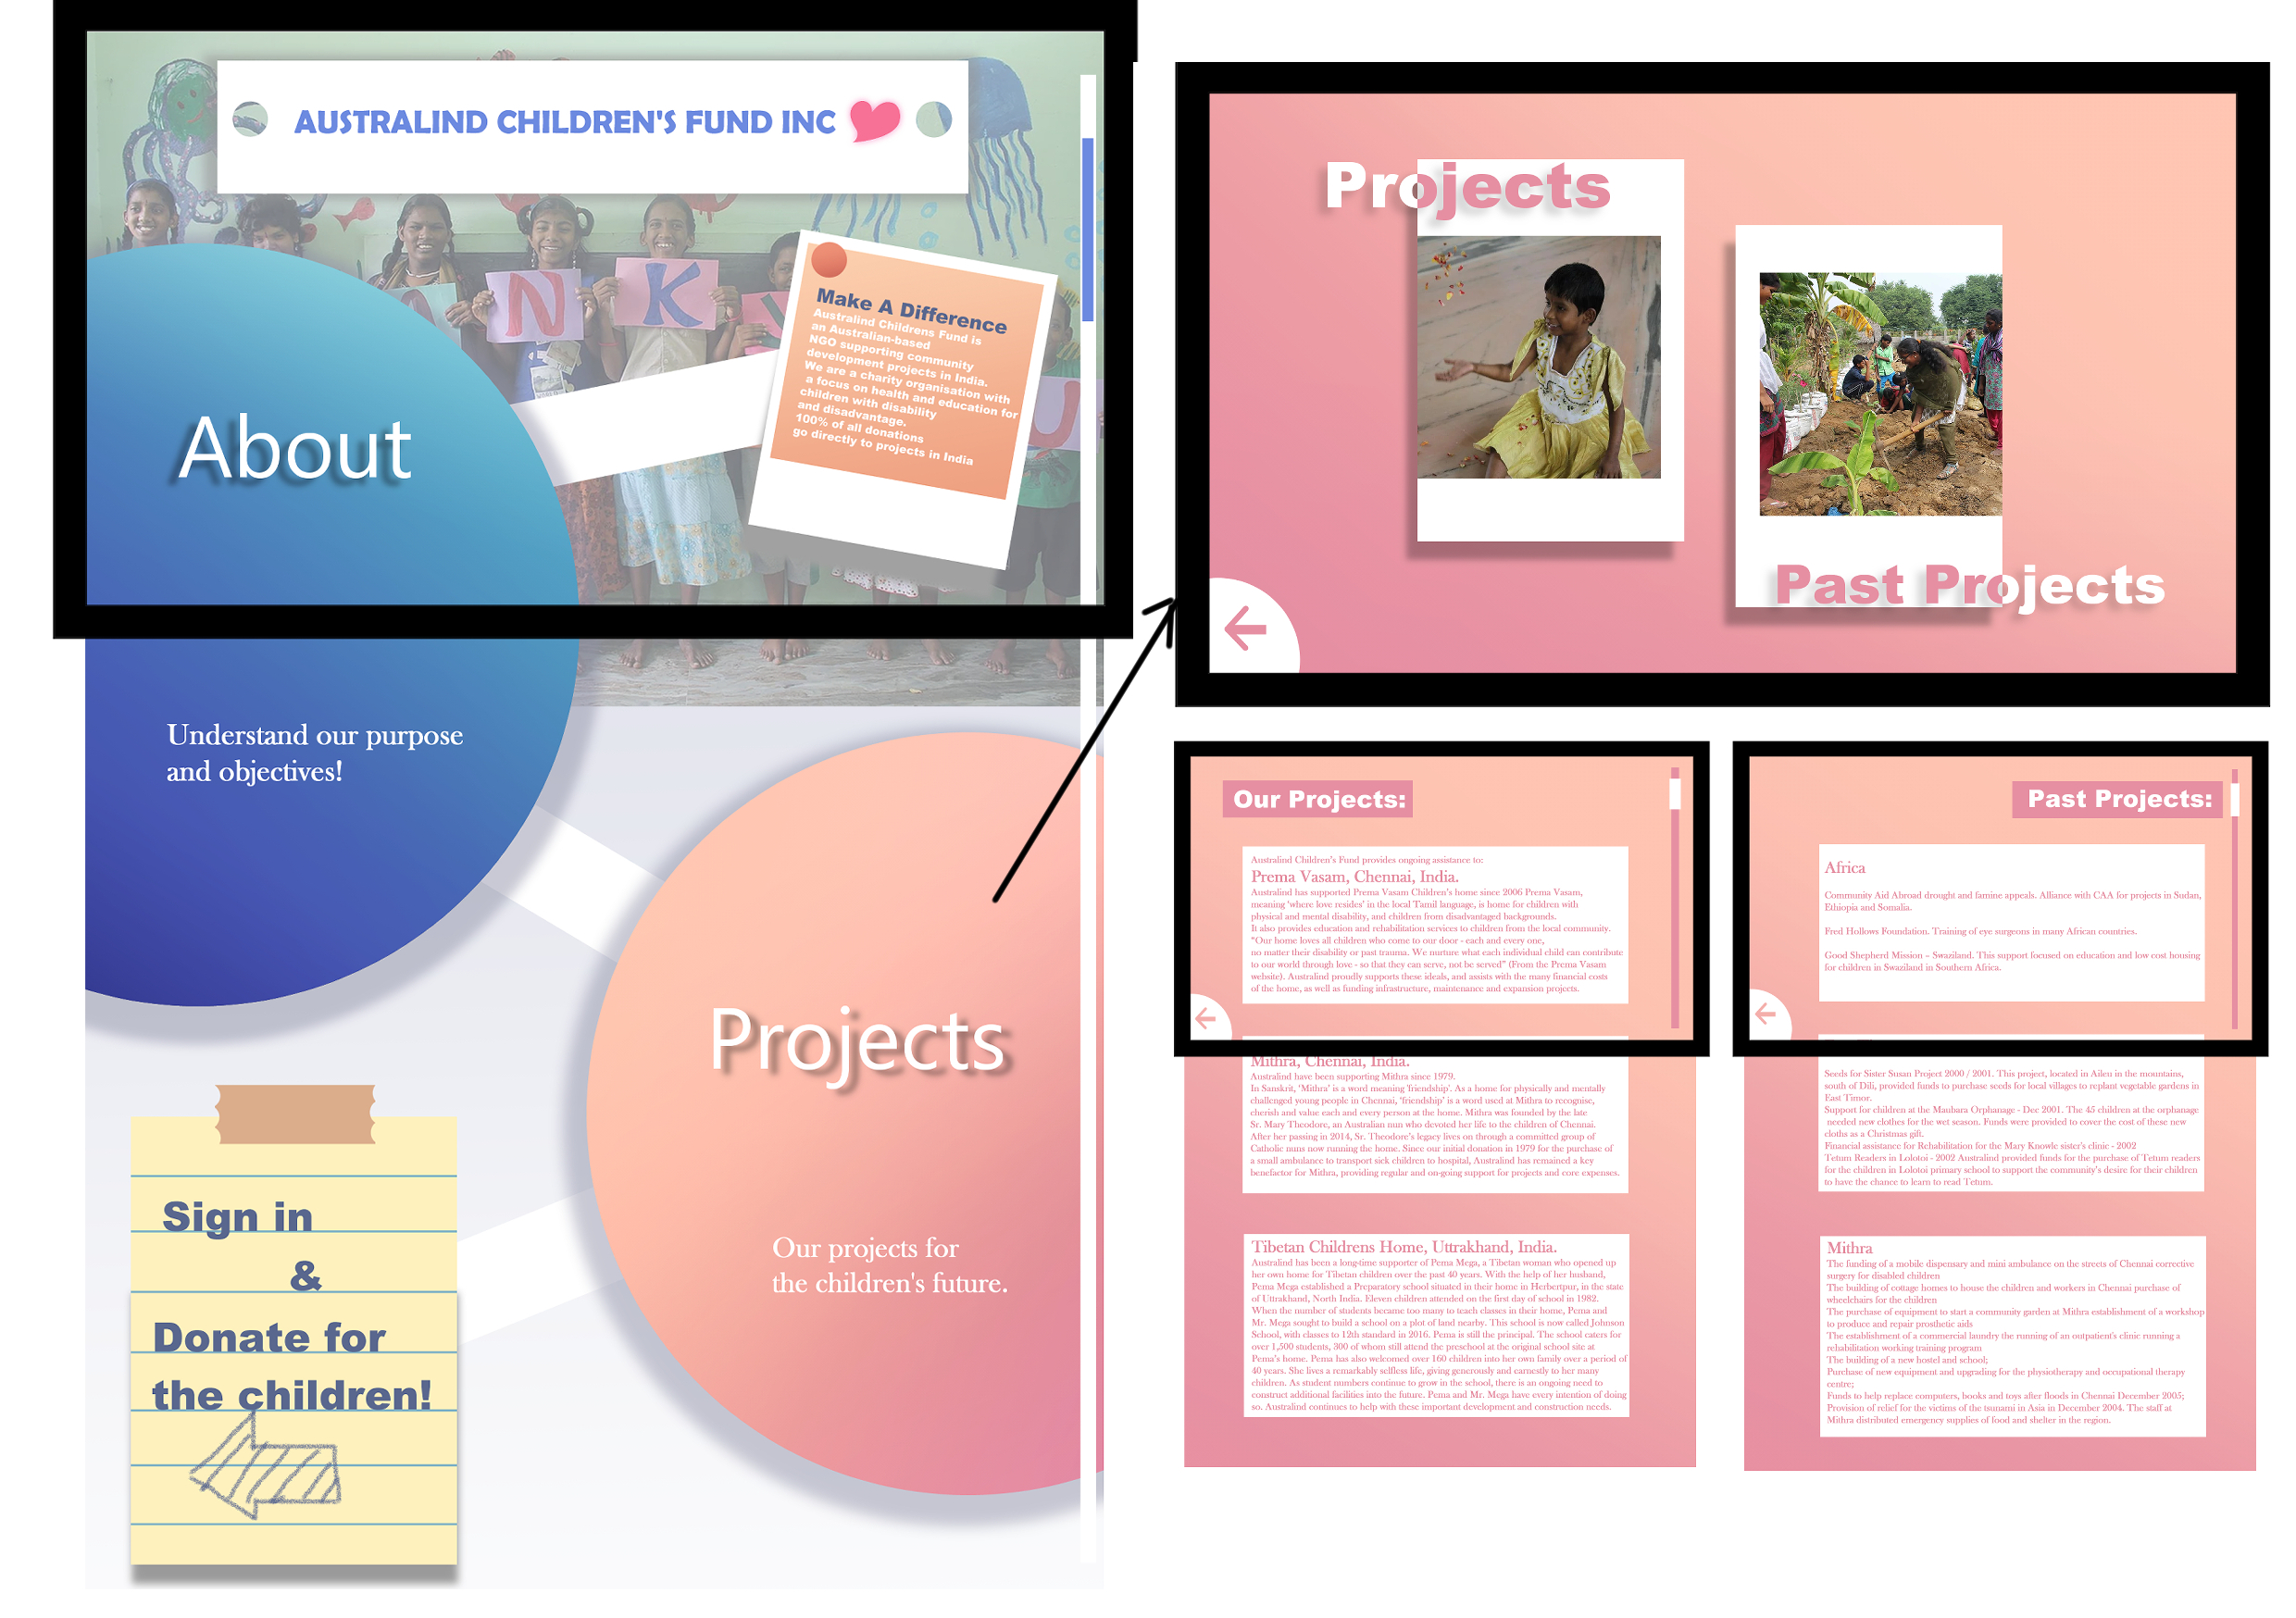 AUSTRALIND CHILDREN'S FUND INC
N K
U
Make A Difference
Australind Childrens Fund is
an Australian-based
NGO supporting community
development projects in India.
We are a charity organisation with
a focus on health and education for
children with disability
and disadvantage.
100% of all donations
go directly to projects in India
About
Understand our purpose
and objectives!
Projects
Our projects for
the children's future.
Sign in
&
Donate for
the children!
Projects
Past Projects
Our Projects:
Australind Children's Fund provides ongoing assistance to:
Prema Vasam, Chennai, India.
Australind has supported Prema Vasam Children's home since 2006 Prema Vasam,
meaning 'where love resides' in the local Tamil language, is home for children with
physical and mental disability, and children from disadvantaged backgrounds.
It also provides education and rehabilitation services to children from the local community.
"Our home loves all children who come to our door - each and every one,
no matter their disability or past trauma. We nurture what each individual child can contribute
to our world through love - so that they can serve, not be served" (From the Prema Vasam
website). Australind proudly supports these ideals, and assists with the many financial costs
of the home, as well as funding infrastructure, maintenance and expansion projects.
Mithra, Chennai, India.
Australind have been supporting Mithra since 1979.
In Sanskrit, 'Mithra' is a word meaning 'friendship'. As a home for physically and mentally
challenged young people in Chennai, 'friendship' is a word used at Mithra to recognise,
cherish and value each and every person at the home. Mithra was founded by the late
Sr. Mary Theodore, an Australian nun who devoted her life to the children of Chennai.
After her passing in 2014, Sr. Theodore's legacy lives on through a committed group of
Catholic nuns now running the home. Since our initial donation in 1979 for the purchase of
a small ambulance to transport sick children to hospital, Australind has remained a key
benefactor for Mithra, providing regular and on-going support for projects and core expenses.
Tibetan Childrens Home, Uttrakhand, India.
Australind has been a long-time supporter of Pema Mega, a Tibetan woman who opened up
her own home for Tibetan children over the past 40 years. With the help of her husband,
Pema Mega established a Preparatory school situated in their home in Herbertpur, in the state
of Uttrakhand, North India. Eleven children attended on the first day of school in 1982.
When the number of students became too many to teach classes in their home, Pema and
Mr. Mega sought to build a school on a plot of land nearby. This school is now called Johnson
School, with classes to 12th standard in 2016. Pema is still the principal. The school caters for
over 1,500 students, 300 of whom still attend the preschool at the original school site at
Pema's home. Pema has also welcomed over 160 children into her own family over a period of
40 years. She lives a remarkably selfless life, giving generously and earnestly to her many
children. As student numbers continue to grow in the school, there is an ongoing need to
construct additional facilities into the future. Pema and Mr. Mega have every intention of doing
so. Australind continues to help with these important development and construction needs.
Past Projects:
Africa
Community Aid Abroad drought and famine appeals. Alliance with CAA for projects in Sudan,
Ethiopia and Somalia.
Fred Hollows Foundation. Training of eye surgeons in many African countries.
Good Shepherd Mission – Swaziland. This support focused on education and low cost housing
for children in Swaziland in Southern Africa.
Seeds for Sister Susan Project 2000 / 2001. This project, located in Aileu in the mountains,
south of Dili, provided funds to purchase seeds for local villages to replant vegetable gardens in
East Timor.
Support for children at the Maubara Orphanage - Dec 2001. The 45 children at the orphanage
needed new clothes for the wet season. Funds were provided to cover the cost of these new
cloths as a Christmas gift.
Financial assistance for Rehabilitation for the Mary Knowle sister's clinic - 2002
Tetum Readers in Lolotoi - 2002 Australind provided funds for the purchase of Tetum readers
for the children in Lolotoi primary school to support the community's desire for their children
to have the chance to learn to read Tetum.
Mithra
The funding of a mobile dispensary and mini ambulance on the streets of Chennai corrective
surgery for disabled children
The building of cottage homes to house the children and workers in Chennai purchase of
wheelchairs for the children
The purchase of equipment to start a community garden at Mithra establishment of a workshop
to produce and repair prosthetic aids
The establishment of a commercial laundry the running of an outpatient's clinic running a
rehabilitation working training program
The building of a new hostel and school;
Purchase of new equipment and upgrading for the physiotherapy and occupational therapy
centre;
Funds to help replace computers, books and toys after floods in Chennai December 2005;
Provision of relief for the victims of the tsunami in Asia in December 2004. The staff at
Mithra distributed emergency supplies of food and shelter in the region.